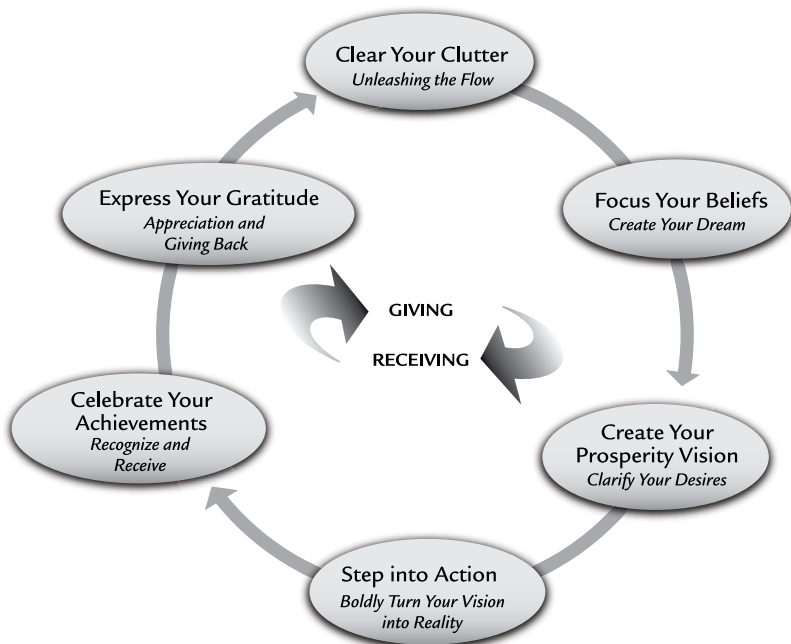 Clear Your Clutter
Unleashing the Flow
Focus Your Beliefs
Create Your Dream
Create Your
Prosperity Vision
Clarify Your Desires
Step into Action
Boldly Turn Your Vision
into Reality
Celebrate Your
Achievements
Recognize and
Receive
Express Your Gratitude
Appreciation and
Giving Back
GIVING
RECEIVING